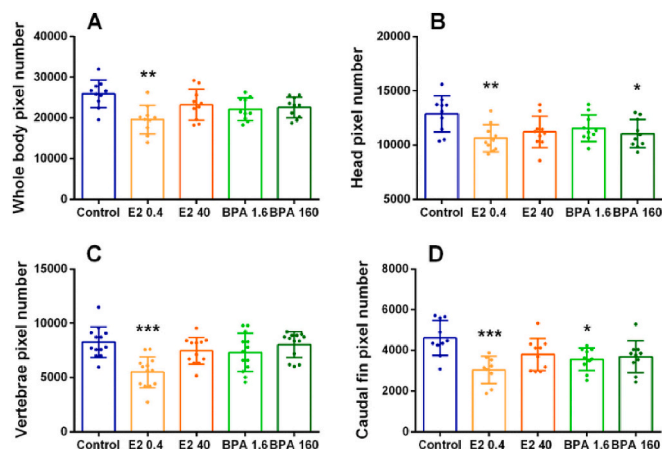 A
Whole body pixel number
40000
30000
20000
10000
0
**
Control E2 0.4 E2 40 BPA 1.6 BPA 160
B
Head pixel number
20000
15000
10000
5000
**
*
Control E2 0.4 E2 40 BPA 1.6 BPA 160
C
Vertebrae pixel number
15000
10000
5000
0
***
Control E2 0.4 E2 40 BPA 1.6 BPA 160
D
Caudal fin pixel number
8000
6000
4000
2000
0
***
*
Control E2 0.4 E2 40 BPA 1.6 BPA 160